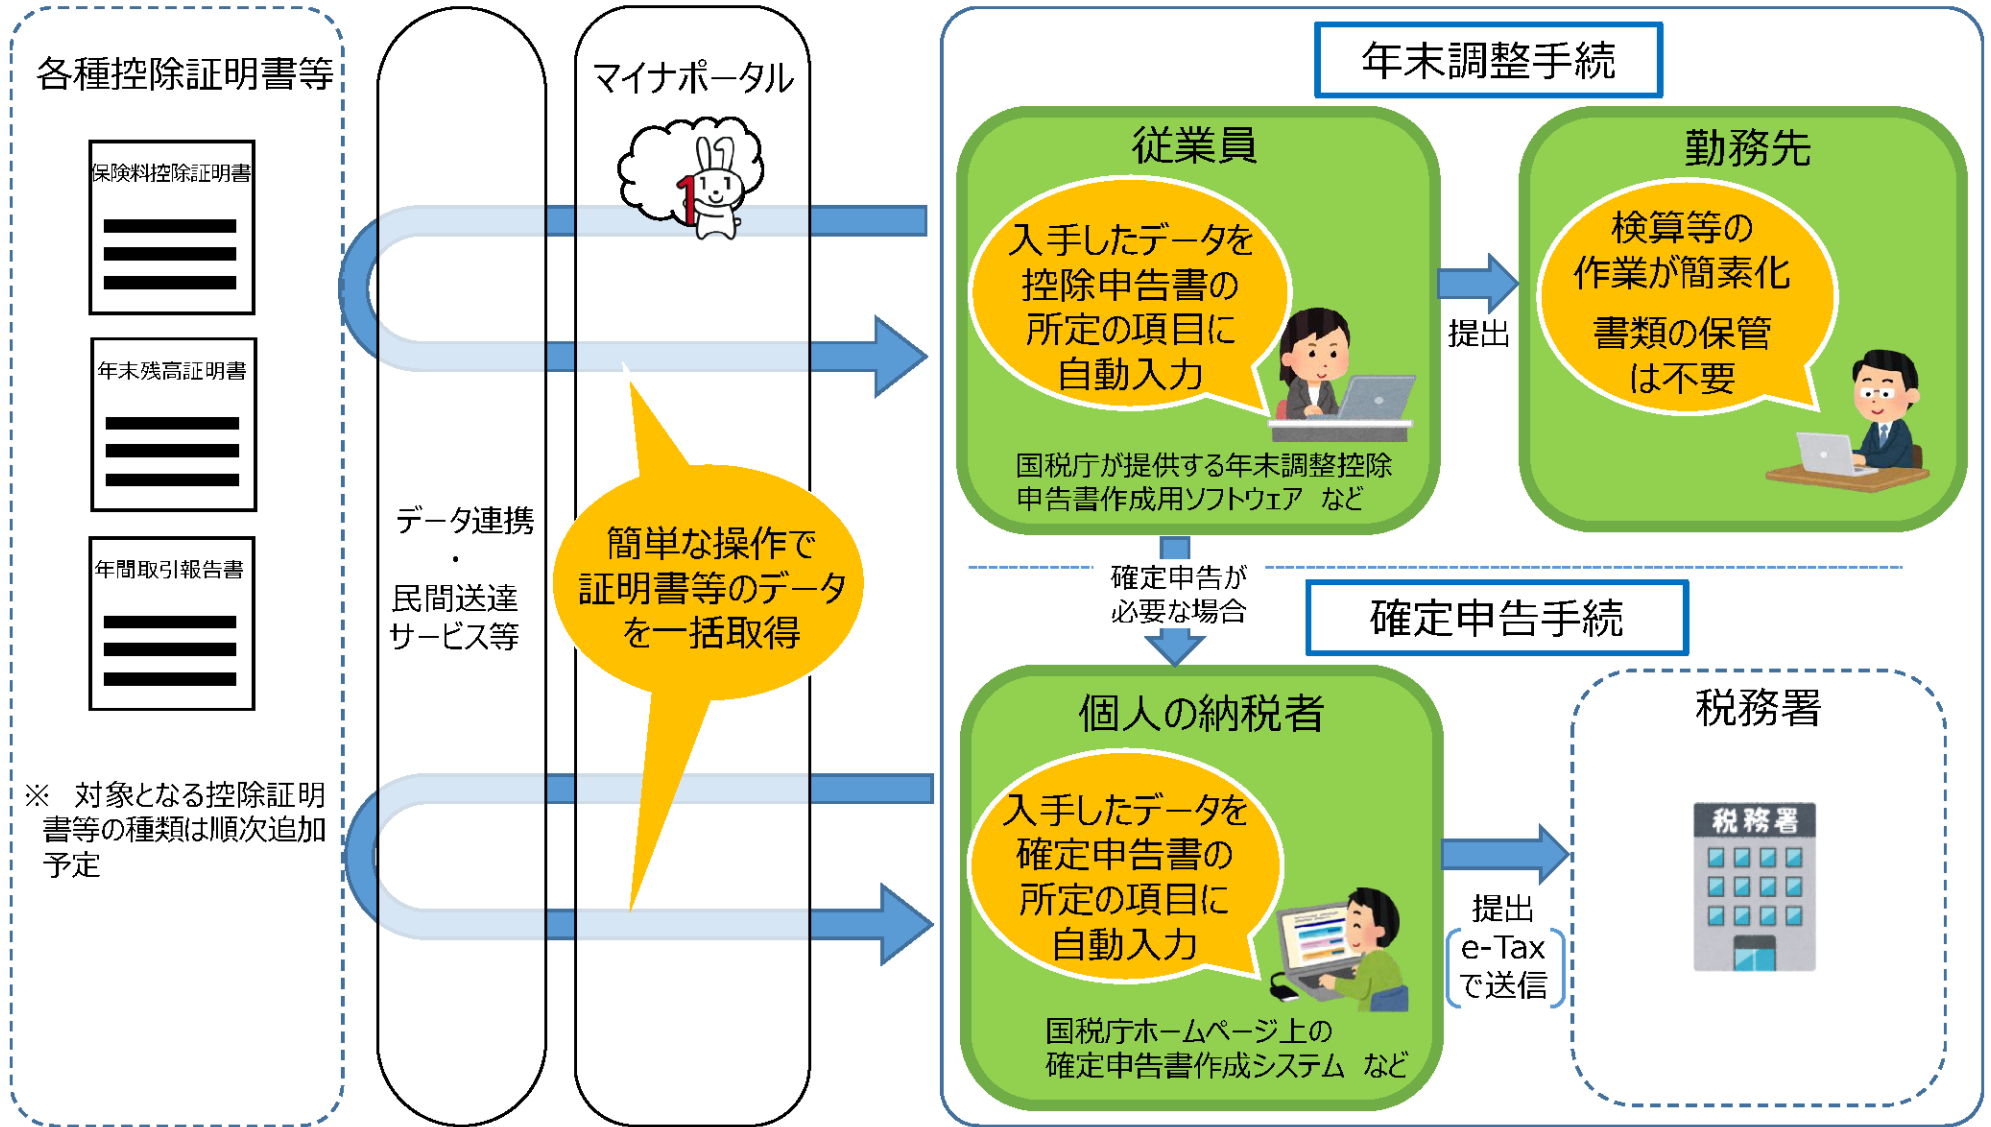 各種控除証明書等
保険料控除証明書
年末残高証明書
年間取引報告書
※　対象となる控除証明
書等の種類は順次追加
予定
データ連携
・
民間送達
サービス等
マイナポータル
1
簡単な操作で
証明書等のデータ
を一括取得
年末調整手続
従業員
入手したデータを
控除申告書の
所定の項目に
自動入力
国税庁が提供する年末調整控除
申告書作成用ソフトウェア　など
提出
勤務先
検算等の
作業が簡素化
書類の保管
は不要
確定申告が
必要な場合
確定申告手続
個人の納税者
入手したデータを
確定申告書の
所定の項目に
自動入力
国税庁ホームページ上の
確定申告書作成システム　など
提出
e-Tax
で送信
税務署
税務署